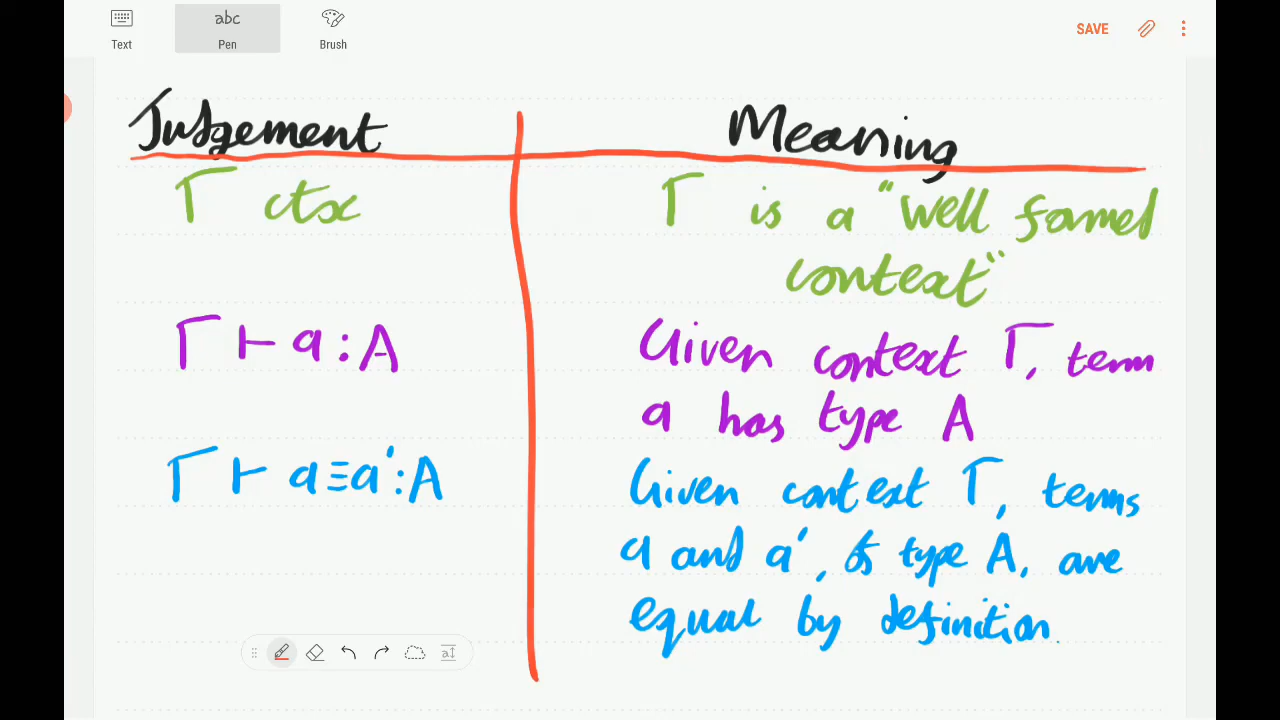 Text
abc
Pen
Brush
SAVE
Judgement
Meaning
Γ ctx
Γ is a "well formed
context"
Γ ⊢ a : A
Given context Γ, term
a has type A
Γ ⊢ a ≡ a' : A
Given context Γ, terms
a and a', of type A, are
equal by definition.
a